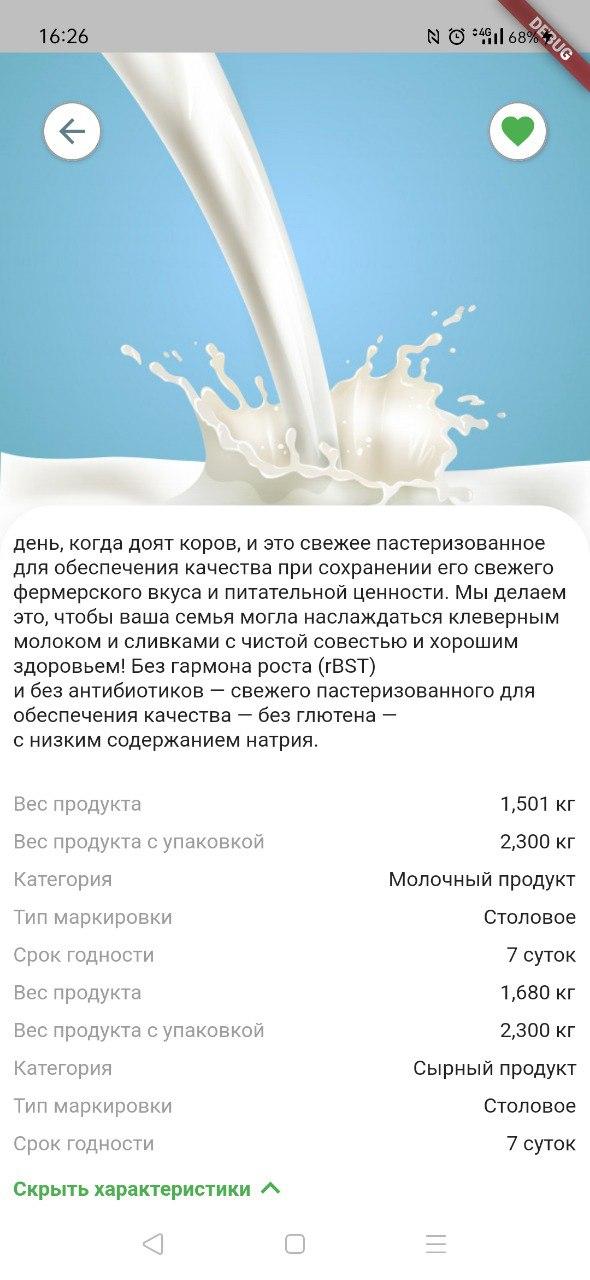 16:26
4G 68%
DEBUG
день, когда доят коров, и это свежее пастеризованное
для обеспечения качества при сохранении его свежего
фермерского вкуса и питательной ценности. Мы делаем
это, чтобы ваша семья могла наслаждаться клеверным
молоком и сливками с чистой совестью и хорошим
здоровьем! Без гармона роста (rBST)
и без антибиотиков — свежего пастеризованного для
обеспечения качества — без глютена —
с низким содержанием натрия.
Вес продукта 1,501 кг
Вес продукта с упаковкой 2,300 кг
Категория Молочный продукт
Тип маркировки Столовое
Срок годности 7 суток
Вес продукта 1,680 кг
Вес продукта с упаковкой 2,300 кг
Категория Сырный продукт
Тип маркировки Столовое
Срок годности 7 суток
Скрыть характеристики